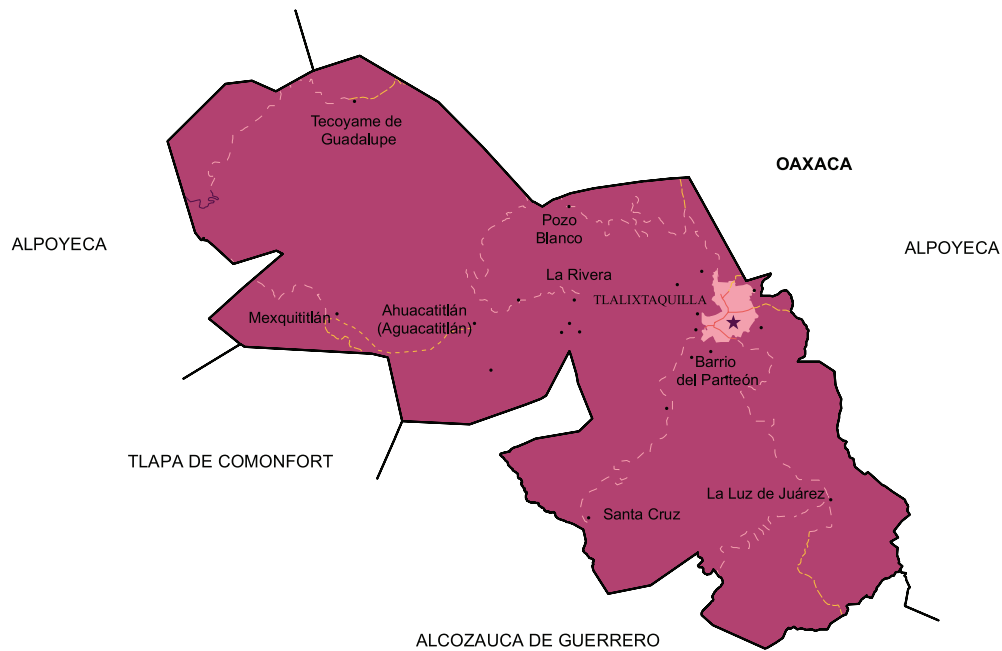 Tecoyame de
Guadalupe
OAXACA
ALPOYECA
ALPOYECA
Pozo
Blanco
La Rivera
TLALIXTAQUILLA
Mexquititlán
Ahuacatitlán
(Aguacatitlán)
Barrio
del Panteón
TLAPA DE COMONFORT
La Luz de Juárez
Santa Cruz
ALCOZAUCA DE GUERRERO